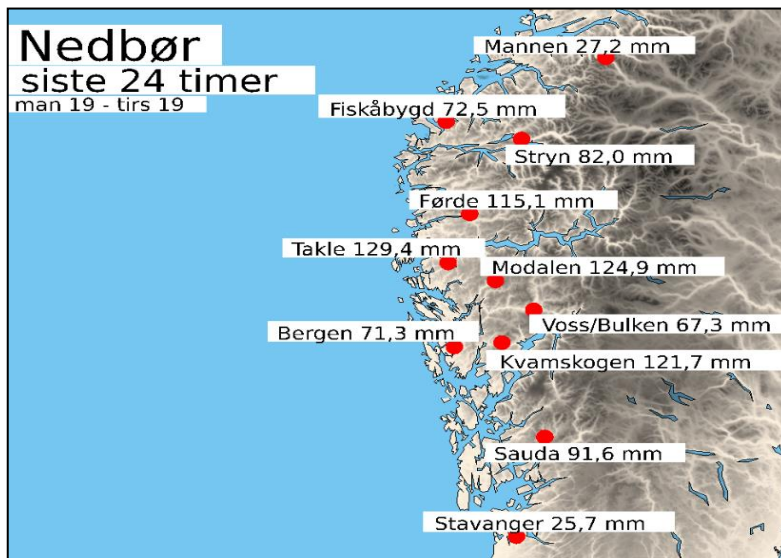 Nedbør
siste 24 timer
man 19 - tirs 19
Mannen 27,2 mm
Fiskåbygd 72,5 mm
Stryn 82,0 mm
Førde 115,1 mm
Takle 129,4 mm
Modalen 124,9 mm
Voss/Bulken 67,3 mm
Bergen 71,3 mm
Kvamskogen 121,7 mm
Sauda 91,6 mm
Stavanger 25,7 mm